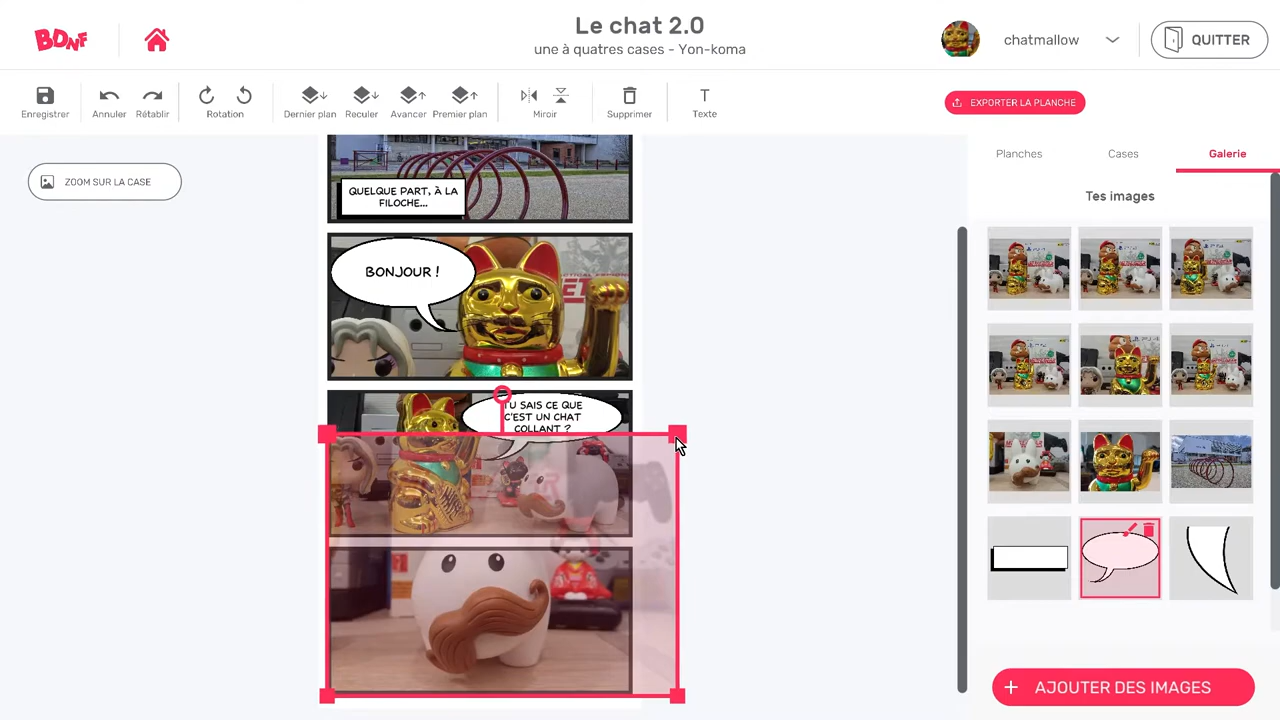 BDnF
Le chat 2.0
une à quatres cases - Yon-koma
chatmallow
QUITTER
Enregistrer
Annuler
Rétablir
Rotation
Dernier plan
Reculer
Avancer
Premier plan
Miroir
Supprimer
Texte
EXPORTER LA PLANCHE
ZOOM SUR LA CASE
Planches
Cases
Galerie
Tes images
QUELQUE PART, À LA
FILOCHE...
BONJOUR !
TU SAIS CE QUE
C'EST UN CHAT
COLLANT ?
AJOUTER DES IMAGES